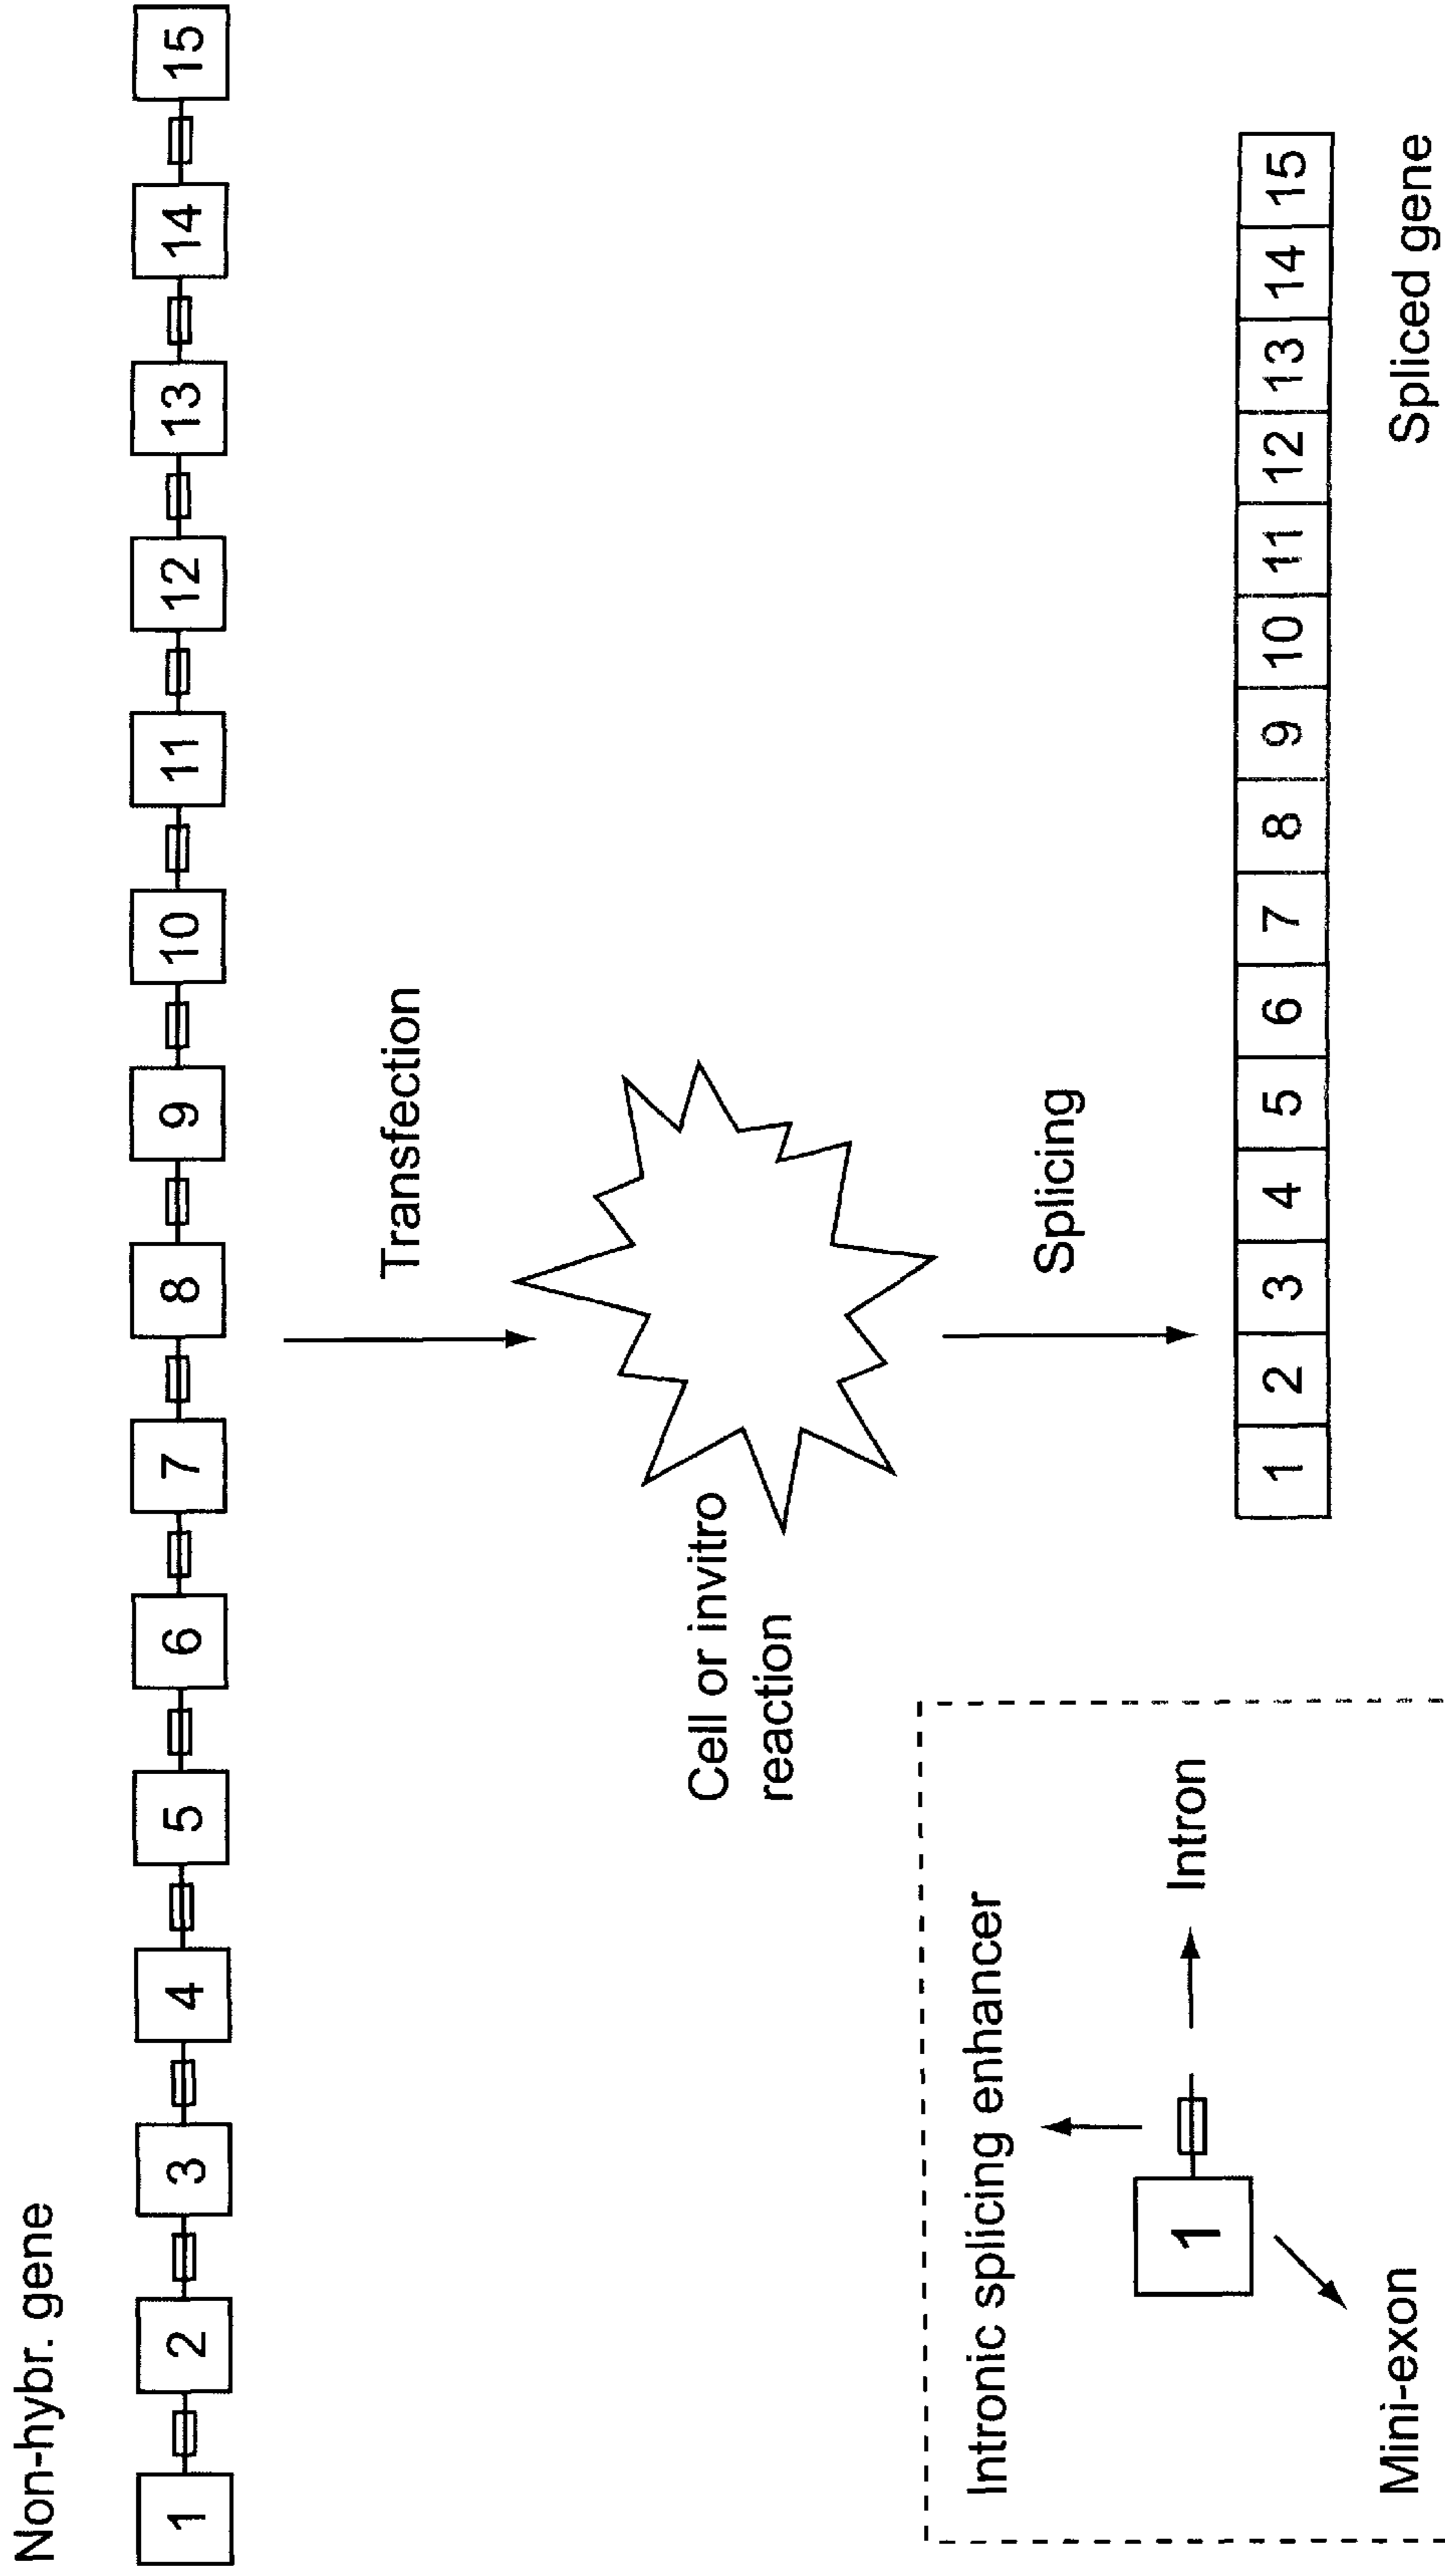 Non-hybr. gene
1 2 3 4 5 6 7 8 9 10 11 12 13 14 15
Transfection
Cell or invitro
reaction
Splicing
1 2 3 4 5 6 7 8 9 10 11 12 13 14 15
Spliced gene
Intronic splicing enhancer
1
Intron
Mini-exon